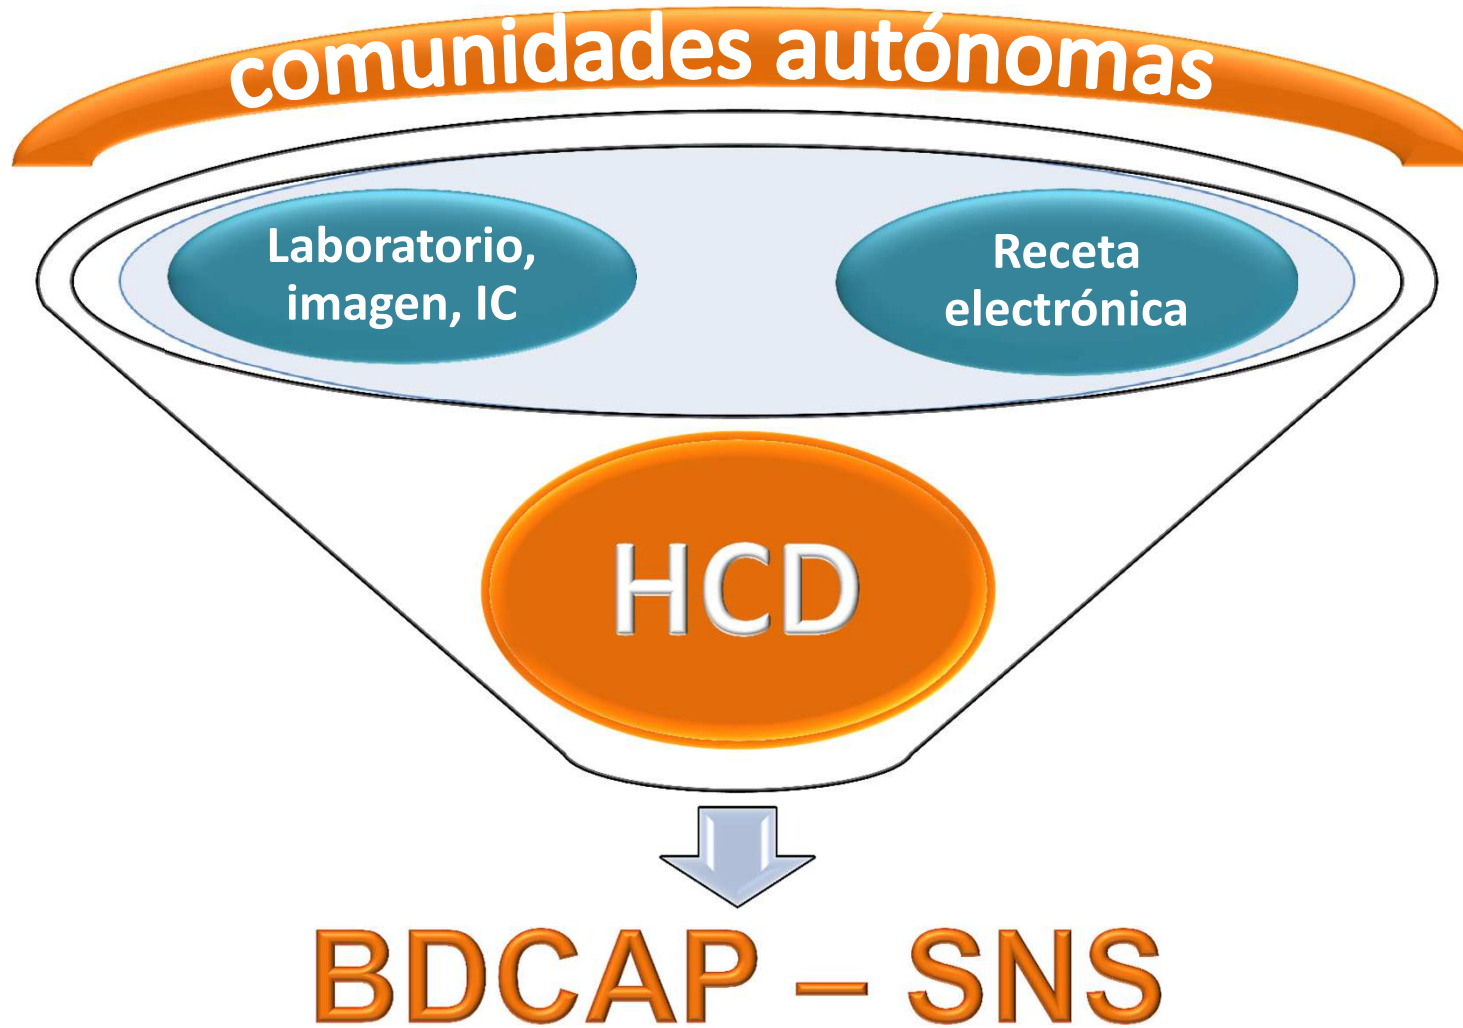 comunidades autónomas
Laboratorio,
imagen, IC
Receta
electrónica
HCD
BDCAP – SNS